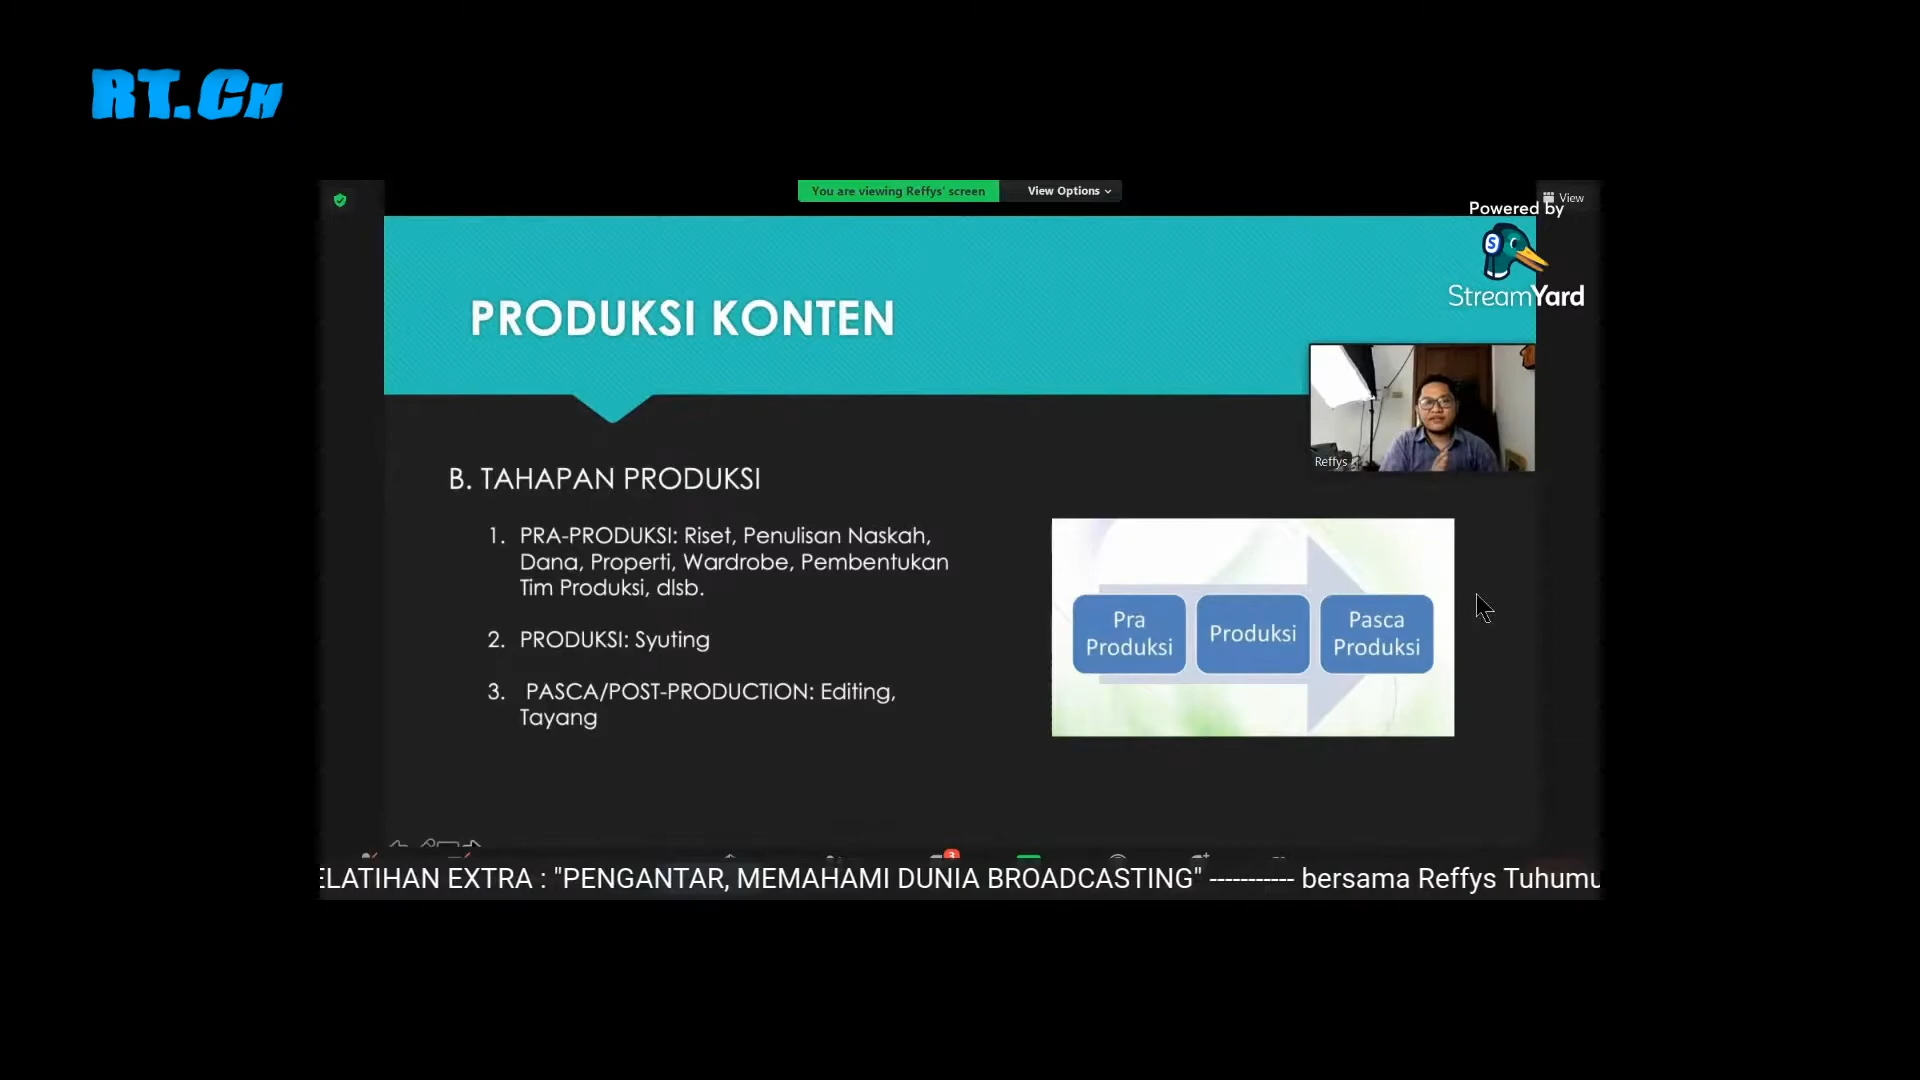 RT.CH
You are viewing Reffys' screen
View Options
View
Powered by
StreamYard
PRODUKSI KONTEN
Reffys
B. TAHAPAN PRODUKSI
1. PRA-PRODUKSI: Riset, Penulisan Naskah,
Dana, Properti, Wardrobe, Pembentukan
Tim Produksi, dlsb.
2. PRODUKSI: Syuting
3. PASCA/POST-PRODUCTION: Editing,
Tayang
Pra
Produksi
Produksi
Pasca
Produksi
3
ELATIHAN EXTRA : "PENGANTAR, MEMAHAMI DUNIA BROADCASTING" ----------- bersama Reffys Tuhumu